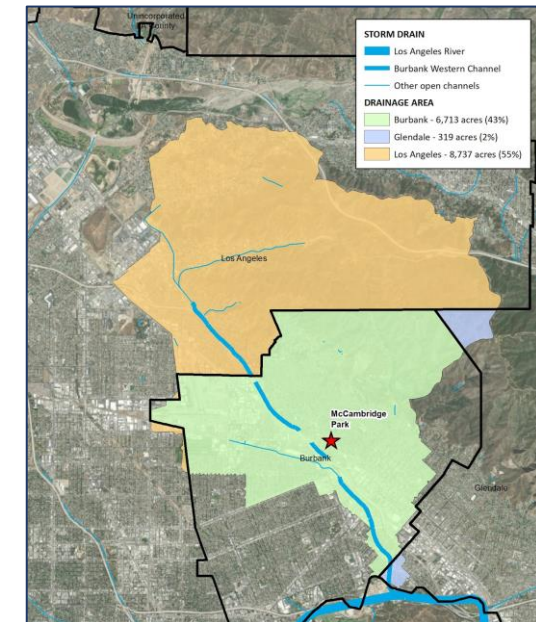 Unincorporated
LA County
STORM DRAIN
Los Angeles River
Burbank Western Channel
Other open channels
DRAINAGE AREA
Burbank - 6,713 acres (43%)
Glendale - 319 acres (2%)
Los Angeles - 8,737 acres (55%)
Los Angeles
McCambridge
Park
Burbank
Glendale